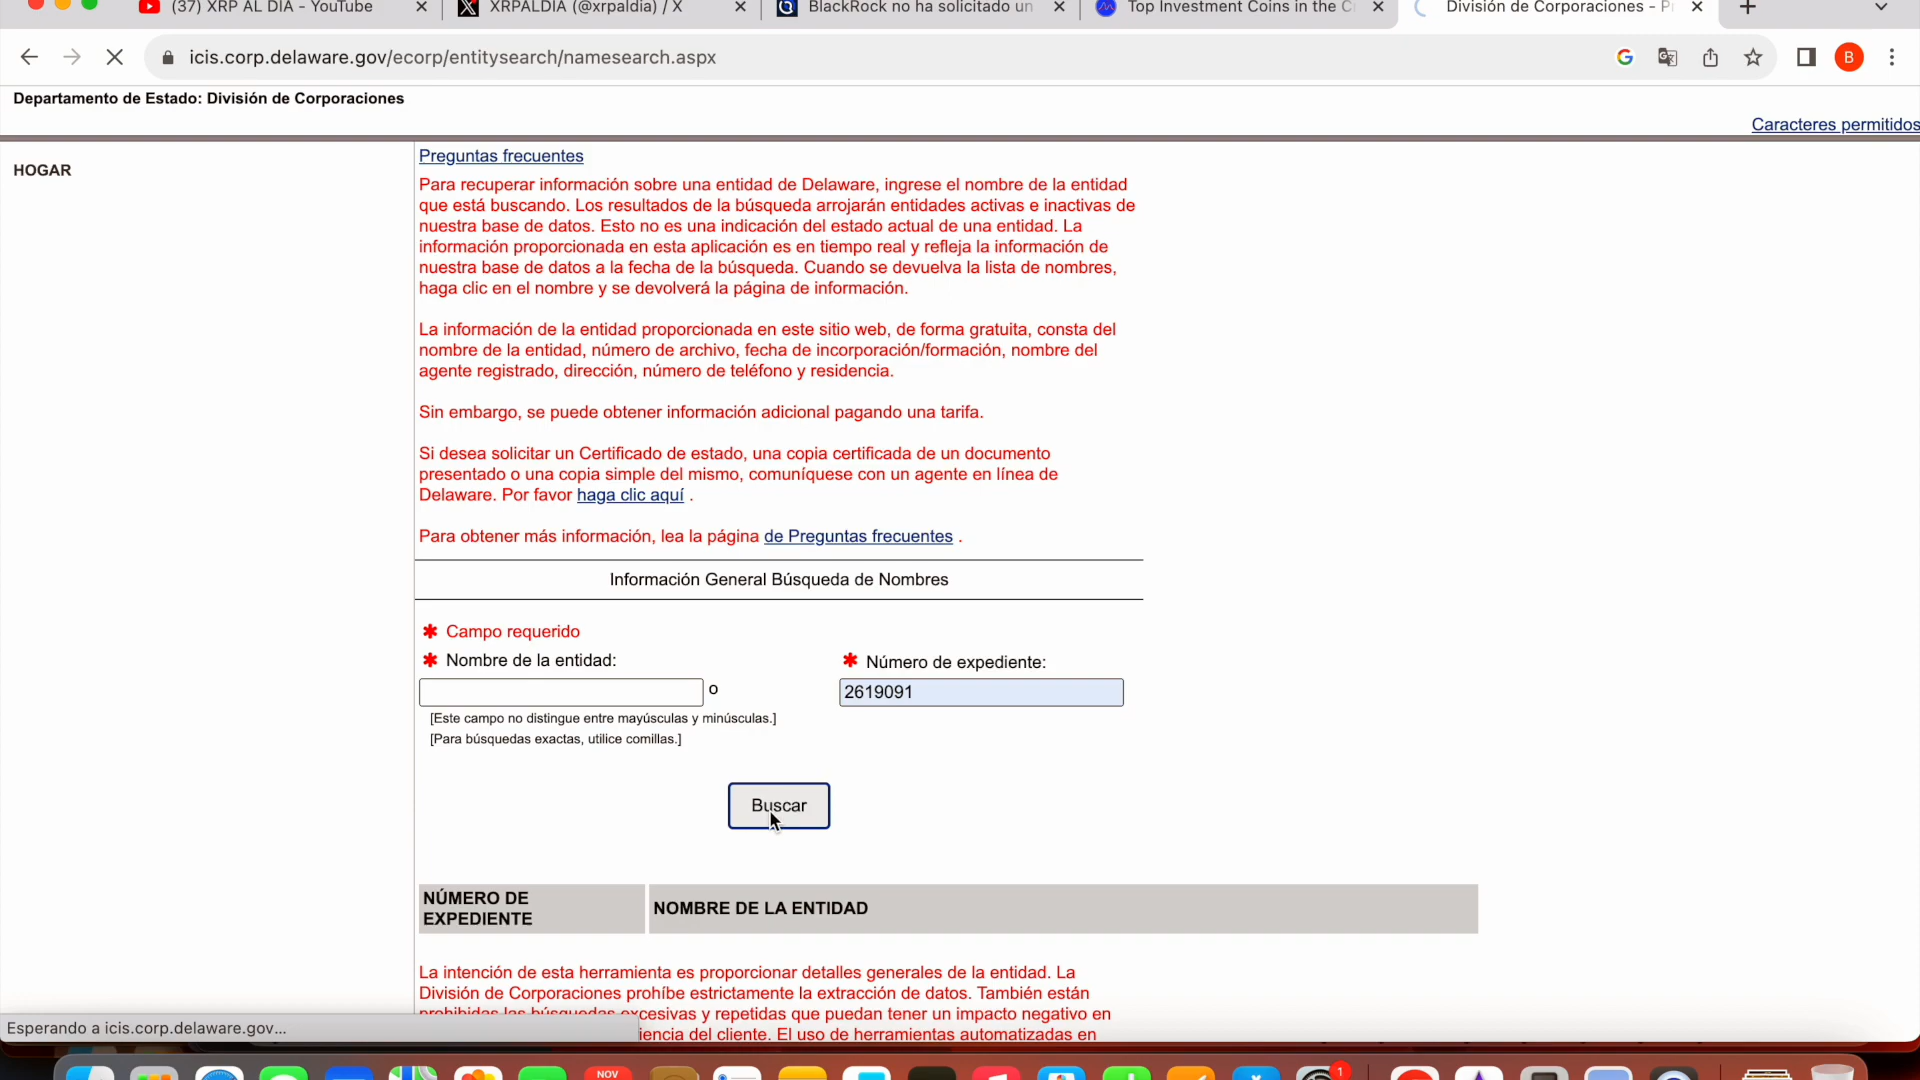 (37) XRP AL DIA - YouTube
XRPALDIA (@xrpaldia) / X
BlackRock no ha solicitado un
Top Investment Coins in the C
División de Corporaciones - P
icis.corp.delaware.gov/ecorp/entitysearch/namesearch.aspx
B
Departamento de Estado: División de Corporaciones
Caracteres permitidos
HOGAR
Preguntas frecuentes
Para recuperar información sobre una entidad de Delaware, ingrese el nombre de la entidad
que está buscando. Los resultados de la búsqueda arrojarán entidades activas e inactivas de
nuestra base de datos. Esto no es una indicación del estado actual de una entidad. La
información proporcionada en esta aplicación es en tiempo real y refleja la información de
nuestra base de datos a la fecha de la búsqueda. Cuando se devuelva la lista de nombres,
haga clic en el nombre y se devolverá la página de información.
La información de la entidad proporcionada en este sitio web, de forma gratuita, consta del
nombre de la entidad, número de archivo, fecha de incorporación/formación, nombre del
agente registrado, dirección, número de teléfono y residencia.
Sin embargo, se puede obtener información adicional pagando una tarifa.
Si desea solicitar un Certificado de estado, una copia certificada de un documento
presentado o una copia simple del mismo, comuníquese con un agente en línea de
Delaware. Por favor haga clic aquí .
Para obtener más información, lea la página de Preguntas frecuentes .
Información General Búsqueda de Nombres
✱ Campo requerido
✱ Nombre de la entidad:
✱ Número de expediente:
o
2619091
[Este campo no distingue entre mayúsculas y minúsculas.]
[Para búsquedas exactas, utilice comillas.]
Buscar
NÚMERO DE
EXPEDIENTE
NOMBRE DE LA ENTIDAD
La intención de esta herramienta es proporcionar detalles generales de la entidad. La
División de Corporaciones prohíbe estrictamente la extracción de datos. También están
prohibidas las búsquedas excesivas y repetidas que puedan tener un impacto negativo en
iencia del cliente. El uso de herramientas automatizadas en
Esperando a icis.corp.delaware.gov...
NOV
1